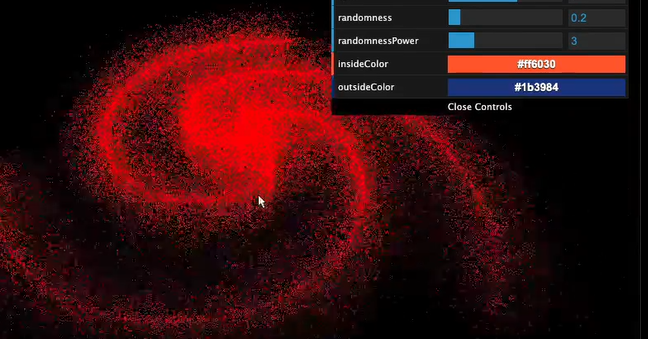 randomness 0.2
randomnessPower 3
insideColor #ff6030
outsideColor #1b3984
Close Controls